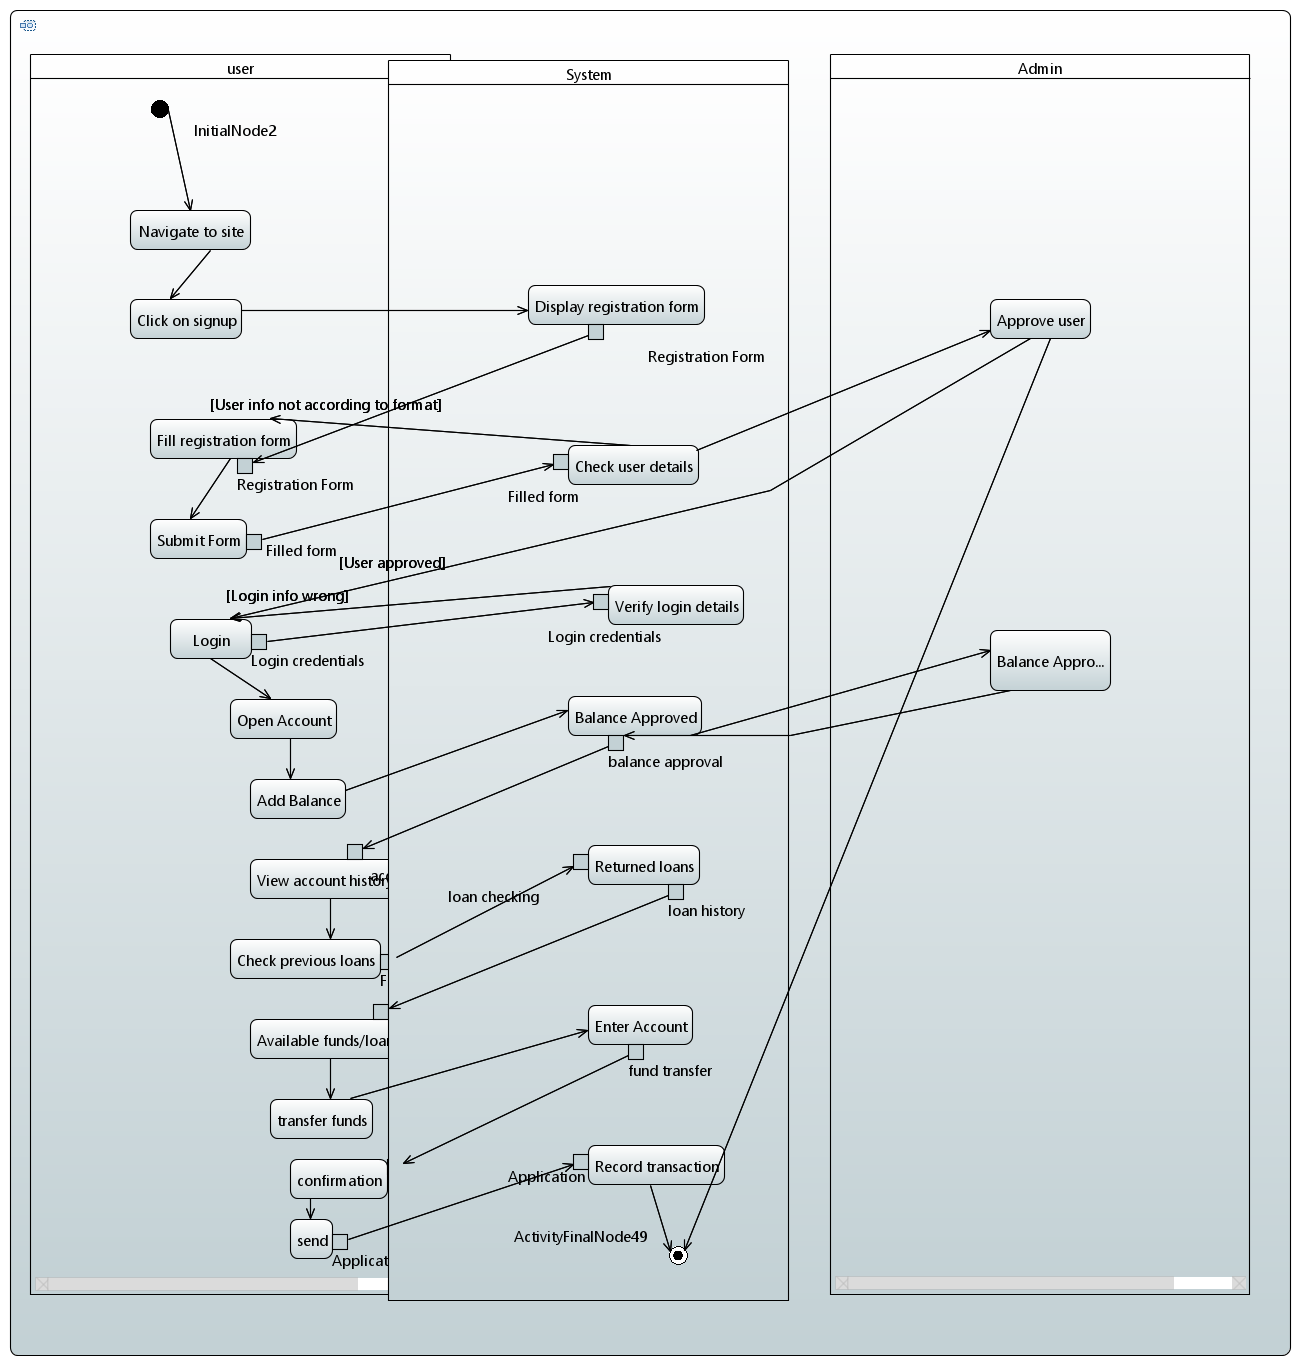 user
System
Admin
InitialNode2
Navigate to site
Click on signup
Display registration form
Approve user
Registration Form
[User info not according to format]
Fill registration form
Check user details
Registration Form
Filled form
Submit Form
Filled form
[User approved]
[Login info wrong]
Verify login details
Login
Login credentials
Login credentials
Balance Appro...
Open Account
Balance Approved
balance approval
Add Balance
Returned loans
View account history
acc
loan checking
loan history
Check previous loans
F
Enter Account
Available funds/loan
fund transfer
transfer funds
Record transaction
confirmation
Application
send
ActivityFinalNode49
Applicat